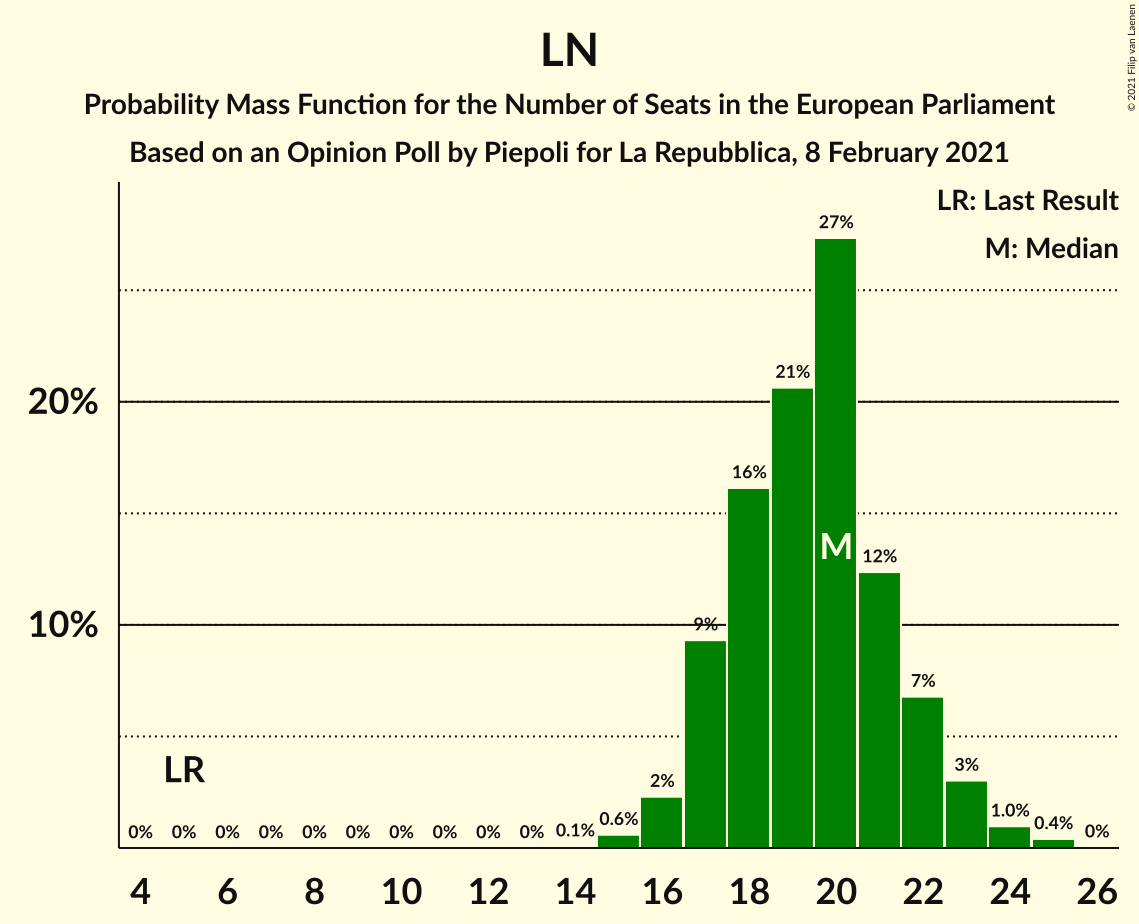 LN
Probability Mass Function for the Number of Seats in the European Parliament
Based on an Opinion Poll by Piepoli for La Repubblica, 8 February 2021
© 2021 Filip van Laenen
LR: Last Result
M: Median
27%
21%
20%
16%
M
12%
10%
9%
7%
LR
3%
2%
0% 0% 0% 0% 0% 0% 0% 0% 0% 0% 0.1% 0.6% 1.0% 0.4% 0%
4 6 8 10 12 14 16 18 20 22 24 26